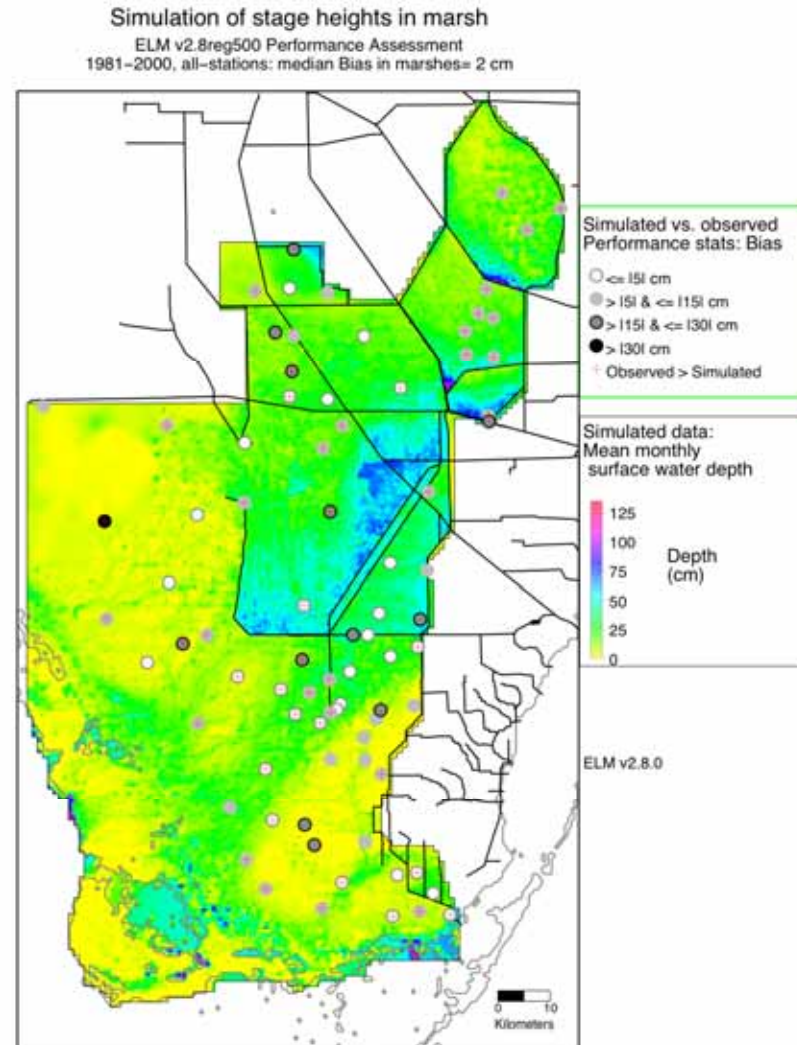 Simulation of stage heights in marsh
ELM v2.8reg500 Performance Assessment
1981-2000, all-stations: median Bias in marshes= 2 cm
Simulated vs. observed
Performance stats: Bias
<= |5| cm
> |5| & <= |15| cm
> |15| & <= |30| cm
> |30| cm
Observed > Simulated
Simulated data:
Mean monthly
surface water depth
125
100
75
50
25
0
Depth
(cm)
ELM v2.8.0
0 10
Kilometers